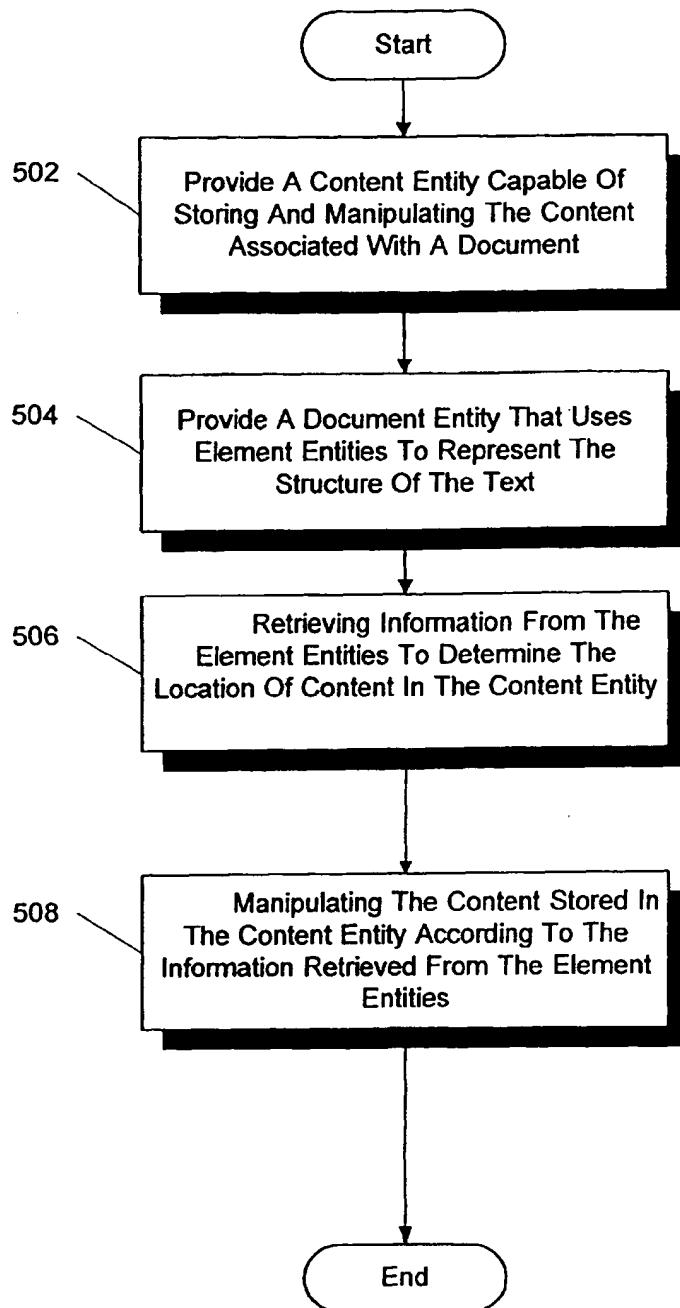 Start
502
Provide A Content Entity Capable Of
Storing And Manipulating The Content
Associated With A Document
504
Provide A Document Entity That Uses
Element Entities To Represent The
Structure Of The Text
506
Retrieving Information From The
Element Entities To Determine The
Location Of Content In The Content Entity
508
Manipulating The Content Stored In
The Content Entity According To The
Information Retrieved From The Element
Entities
End